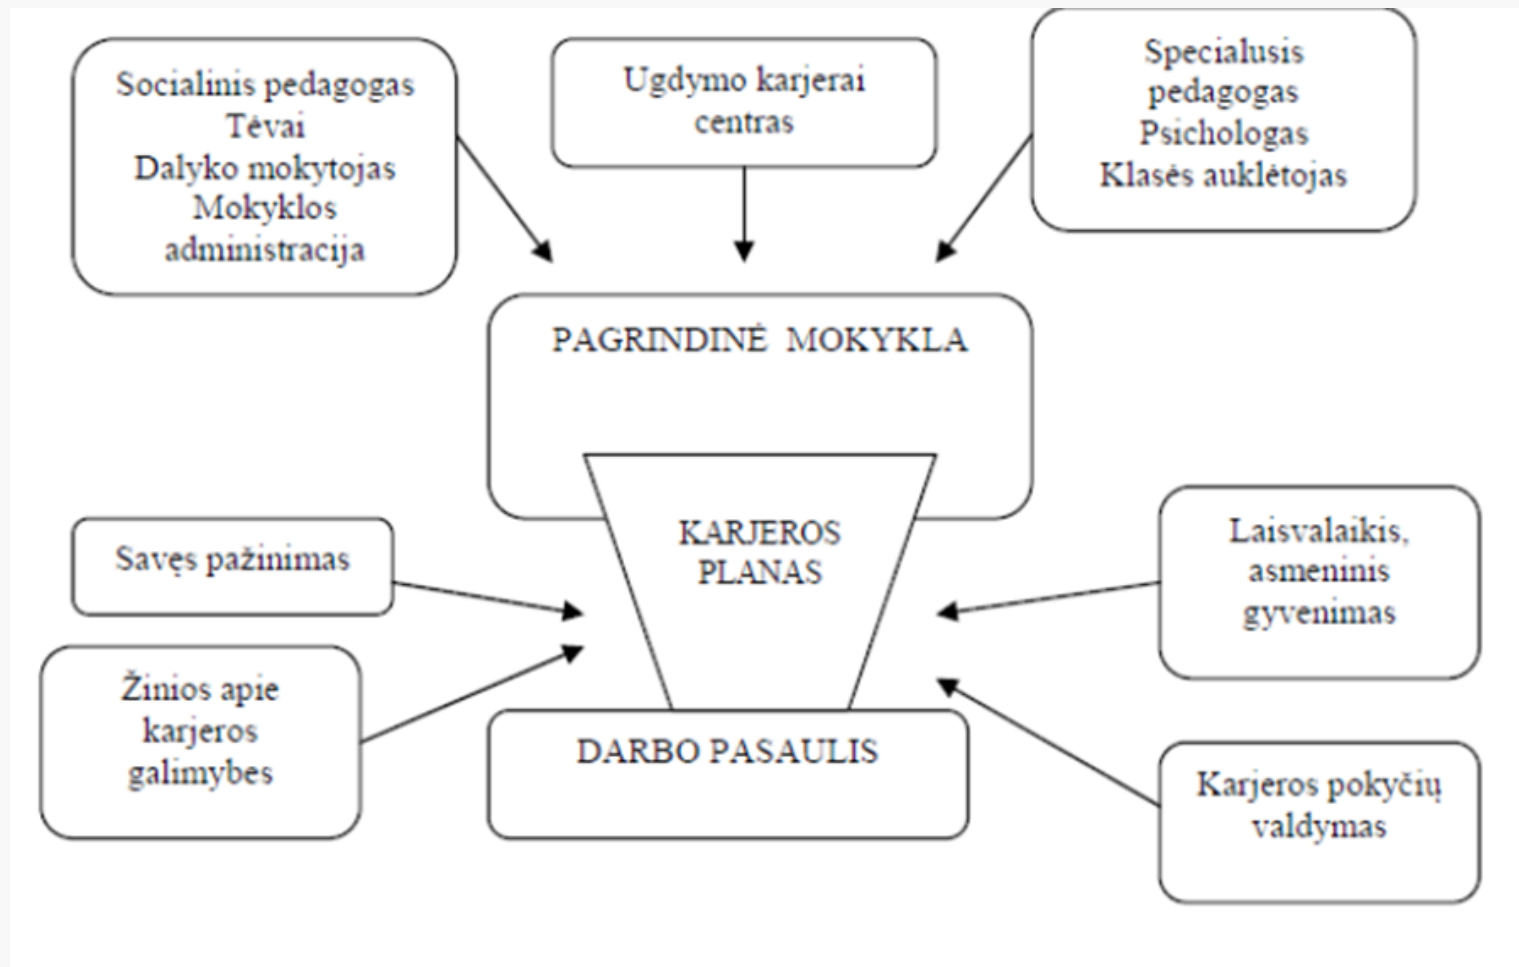 Socialinis pedagogas
Tėvai
Dalyko mokytojas
Mokyklos
administracija
Ugdymo karjerai
centras
Specialusis
pedagogas
Psichologas
Klasės auklėtojas
PAGRINDINĖ MOKYKLA
KARJEROS
PLANAS
Savęs pažinimas
Žinios apie
karjeros
galimybes
Laisvalaikis,
asmeninis
gyvenimas
DARBO PASAULIS
Karjeros pokyčių
valdymas